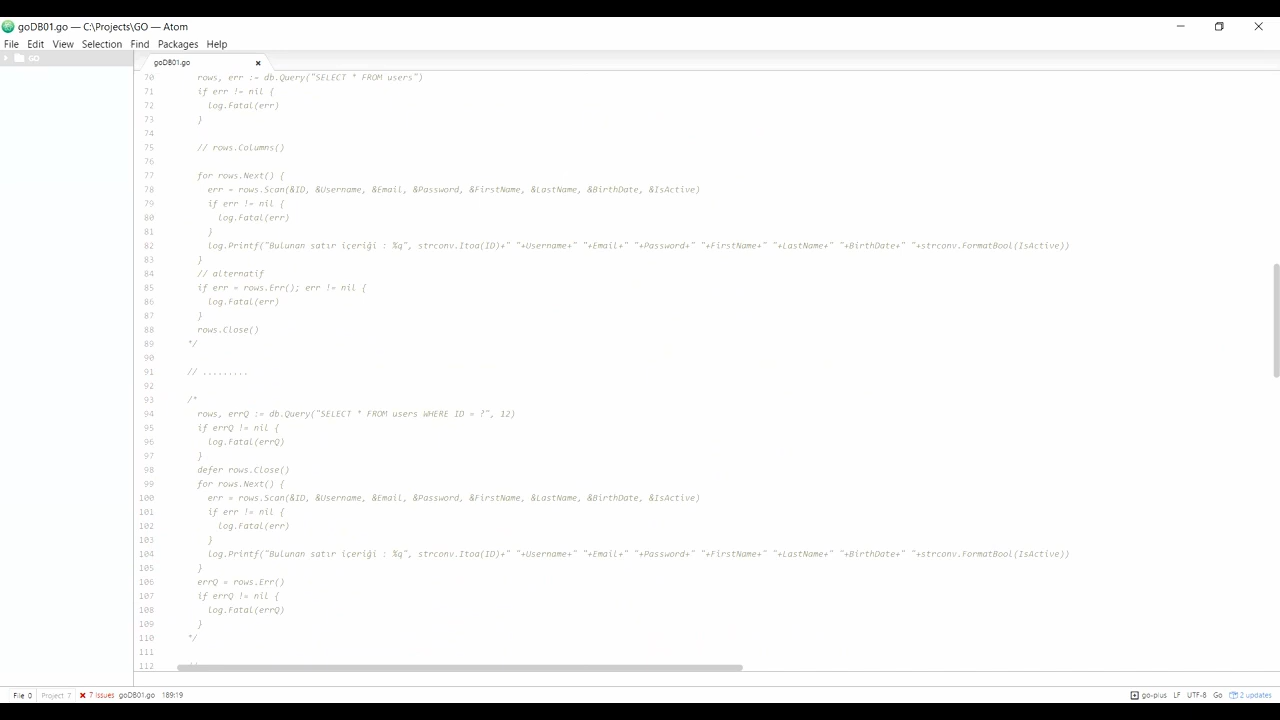 goDB01.go — C:\Projects\GO — Atom
File Edit View Selection Find Packages Help
GO
goDB01.go
70 rows, err := db.Query("SELECT * FROM users")
71 if err != nil {
72 log.Fatal(err)
73 }
74
75 // rows.Columns()
76
77 for rows.Next() {
78 err = rows.Scan(&ID, &Username, &Email, &Password, &FirstName, &LastName, &BirthDate, &IsActive)
79 if err != nil {
80 log.Fatal(err)
81 }
82 log.Printf("Bulunan satır içeriği : %q", strconv.Itoa(ID)+" "+Username+" "+Email+" "+Password+" "+FirstName+" "+LastName+" "+BirthDate+" "+strconv.FormatBool(IsActive))
83 }
84 // alternatif
85 if err = rows.Err(); err != nil {
86 log.Fatal(err)
87 }
88 rows.Close()
89 */
90
91 // .........
92
93 /*
94 rows, errQ := db.Query("SELECT * FROM users WHERE ID = ?", 12)
95 if errQ != nil {
96 log.Fatal(errQ)
97 }
98 defer rows.Close()
99 for rows.Next() {
100 err = rows.Scan(&ID, &Username, &Email, &Password, &FirstName, &LastName, &BirthDate, &IsActive)
101 if err != nil {
102 log.Fatal(err)
103 }
104 log.Printf("Bulunan satır içeriği : %q", strconv.Itoa(ID)+" "+Username+" "+Email+" "+Password+" "+FirstName+" "+LastName+" "+BirthDate+" "+strconv.FormatBool(IsActive))
105 }
106 errQ = rows.Err()
107 if errQ != nil {
108 log.Fatal(errQ)
109 }
110 */
111
112
File 0 Project 7 7 Issues goDB01.go 189:19 go-plus LF UTF-8 Go 2 updates